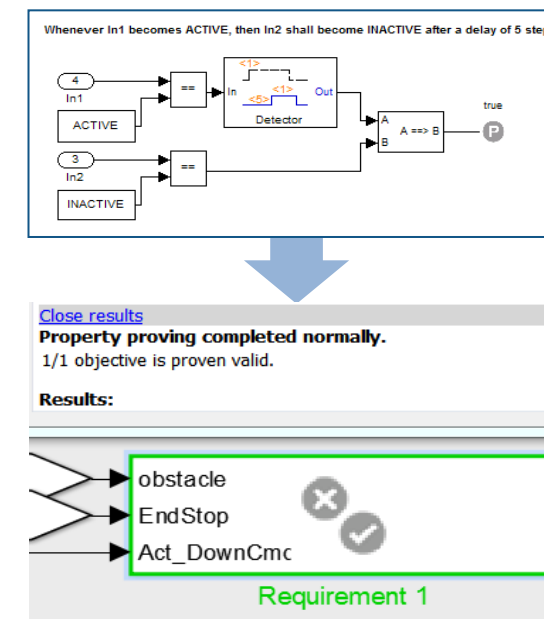 Whenever In1 becomes ACTIVE, then In2 shall become INACTIVE after a delay of 5 step
4
In1
ACTIVE
==
<1>
In
<5>
<1>
Out
Detector
3
In2
INACTIVE
==
A
B
A ==> B
true
P
Close results
Property proving completed normally.
1/1 objective is proven valid.
Results:
obstacle
EndStop
Act_DownCmc
Requirement 1